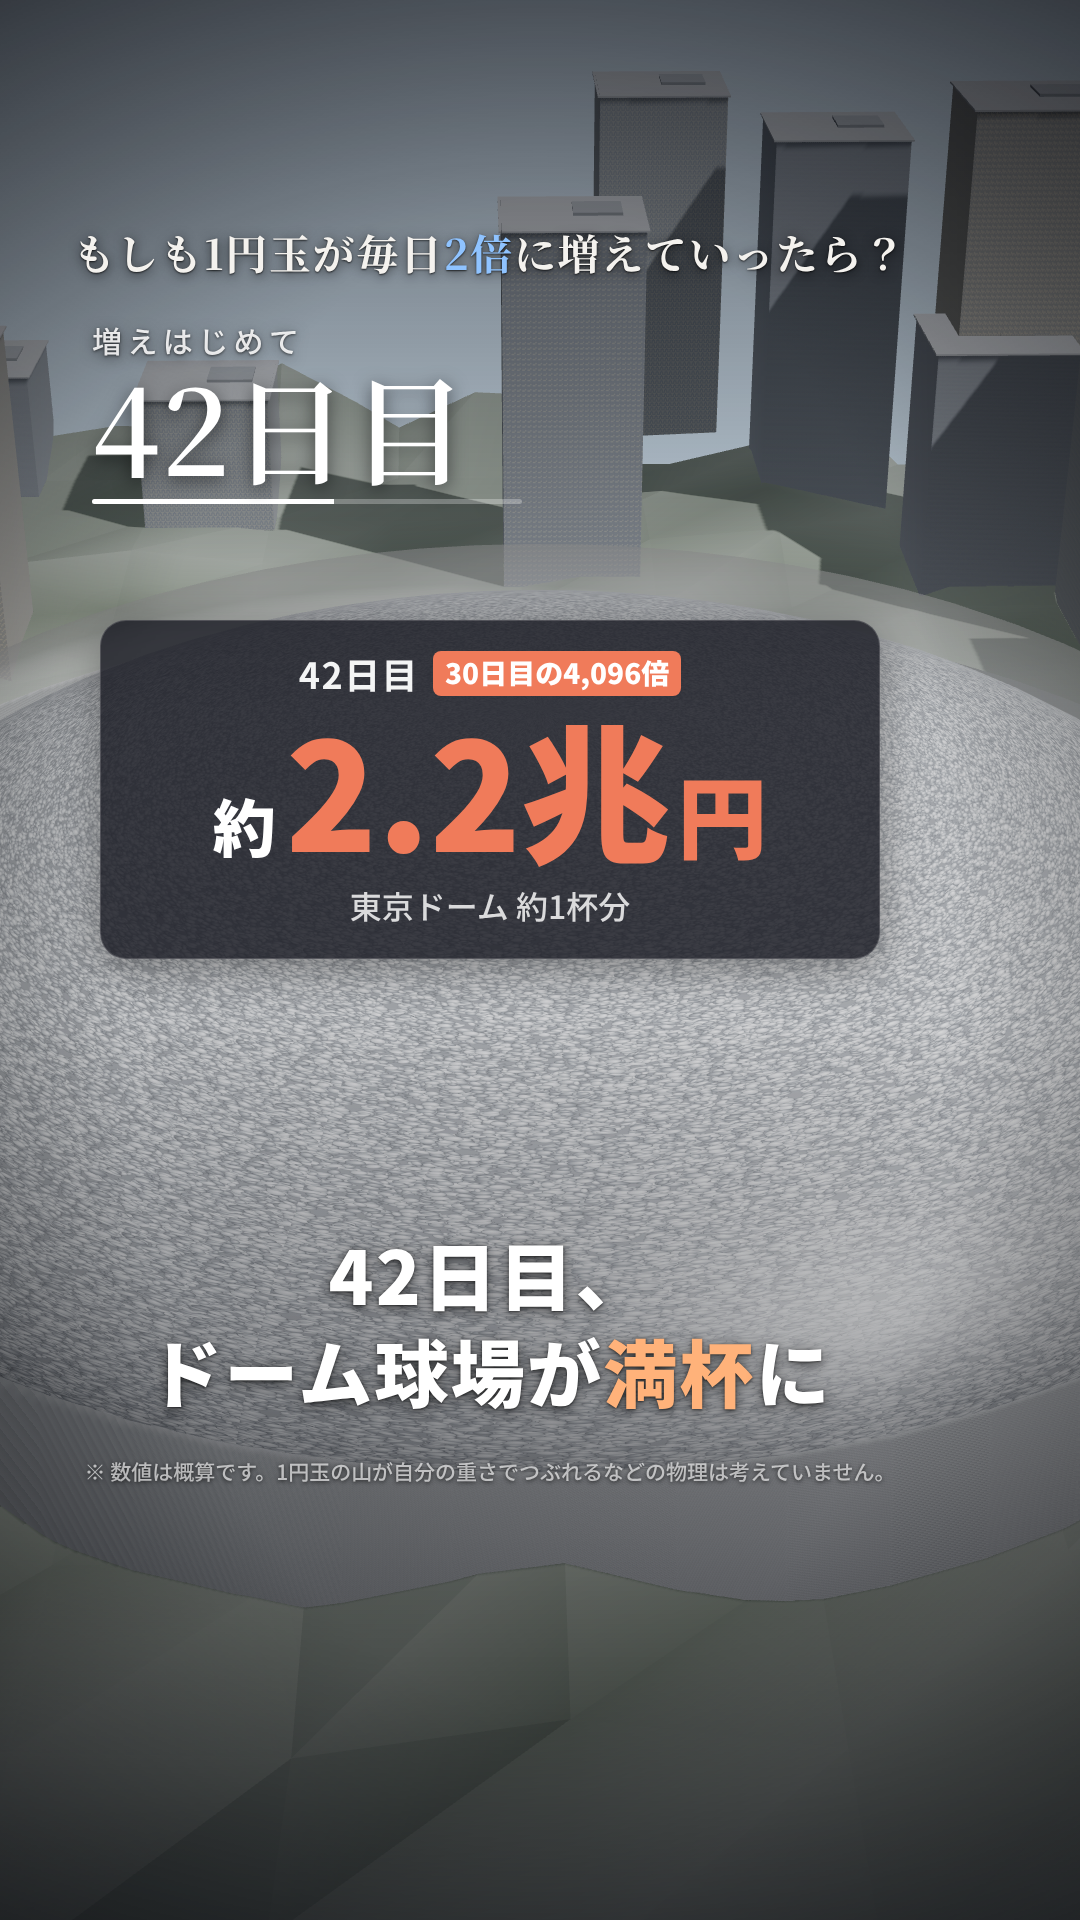 もしも1円玉が毎日2倍に増えていったら？
増えはじめて
42日目
42日目 30日目の4,096倍
約2.2兆円
東京ドーム 約1杯分
42日目、
ドーム球場が満杯に
※ 数値は概算です。1円玉の山が自分の重さでつぶれるなどの物理は考えていません。